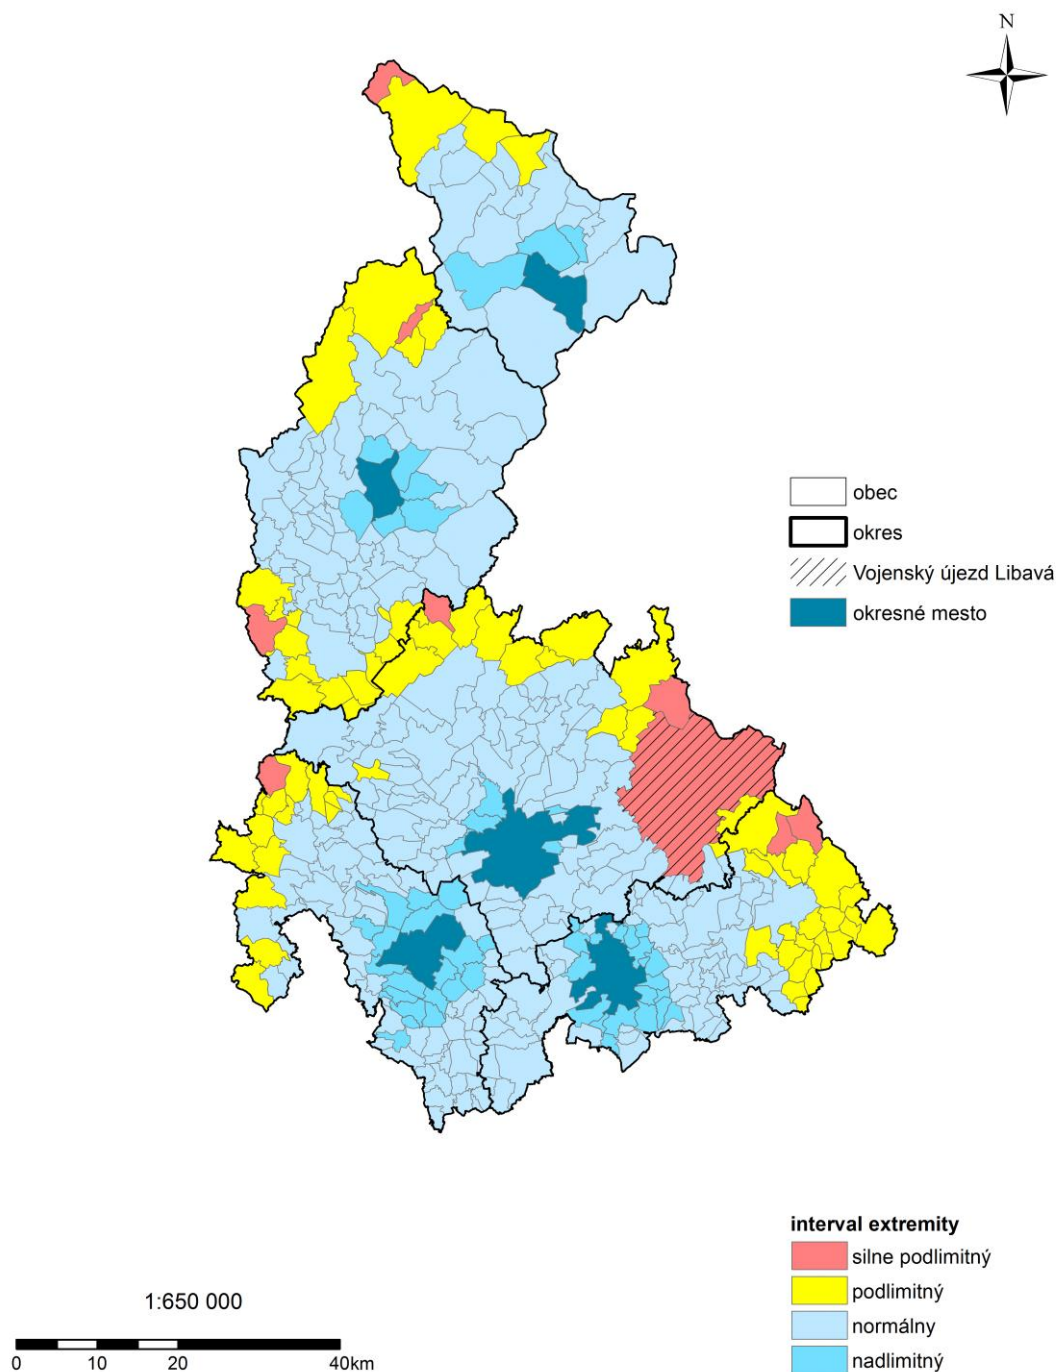 N
obec
okres
Vojenský újezd Libavá
okresné mesto
interval extremity
silne podlimitný
podlimitný
normálny
nadlimitný
1:650 000
0 10 20 40km